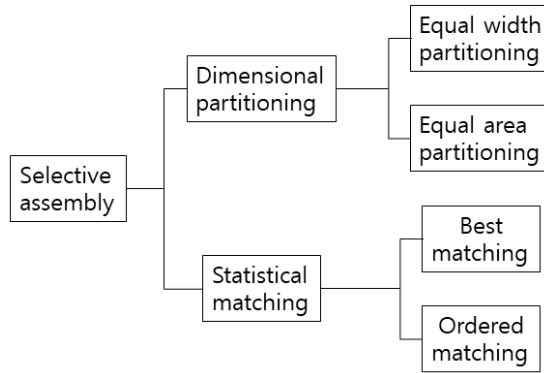 Equal width
partitioning
Dimensional
partitioning
Equal area
partitioning
Selective
assembly
Best
matching
Statistical
matching
Ordered
matching